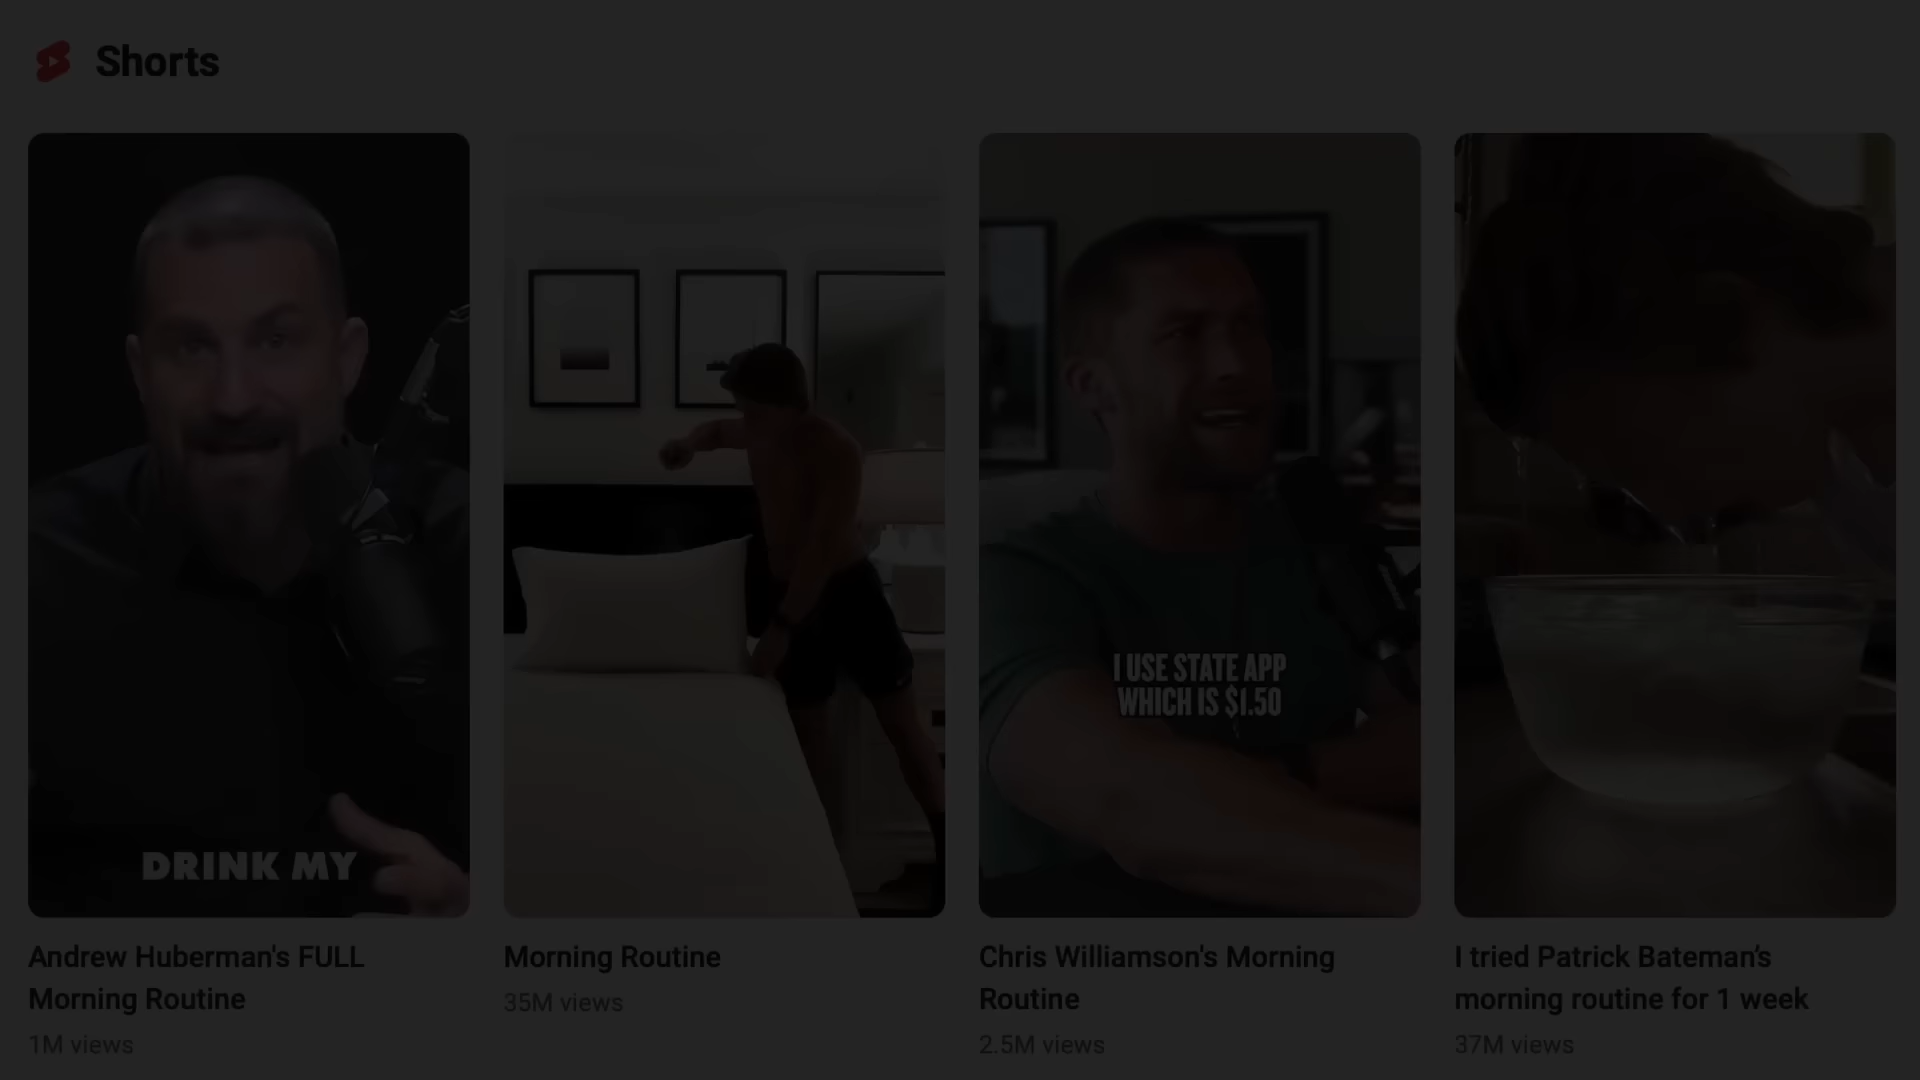 Shorts
DRINK MY
I USE STATE APP
WHICH IS $1.50
Andrew Huberman's FULL
Morning Routine
1M views
Morning Routine
35M views
Chris Williamson's Morning
Routine
2.5M views
I tried Patrick Bateman’s
morning routine for 1 week
37M views